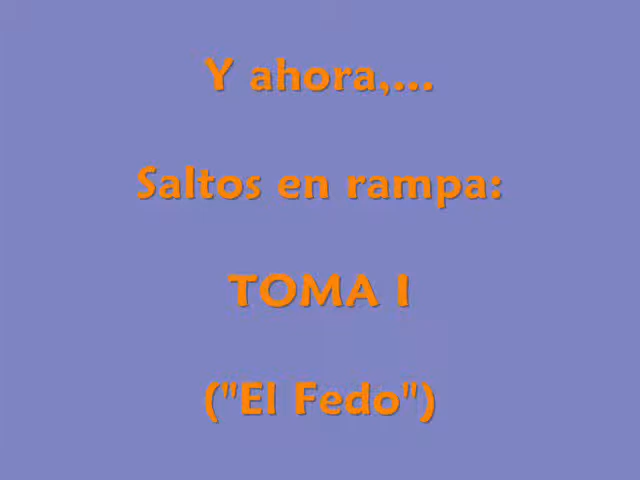 Y ahora,...
Saltos en rampa:
TOMA I
("El Fedo")